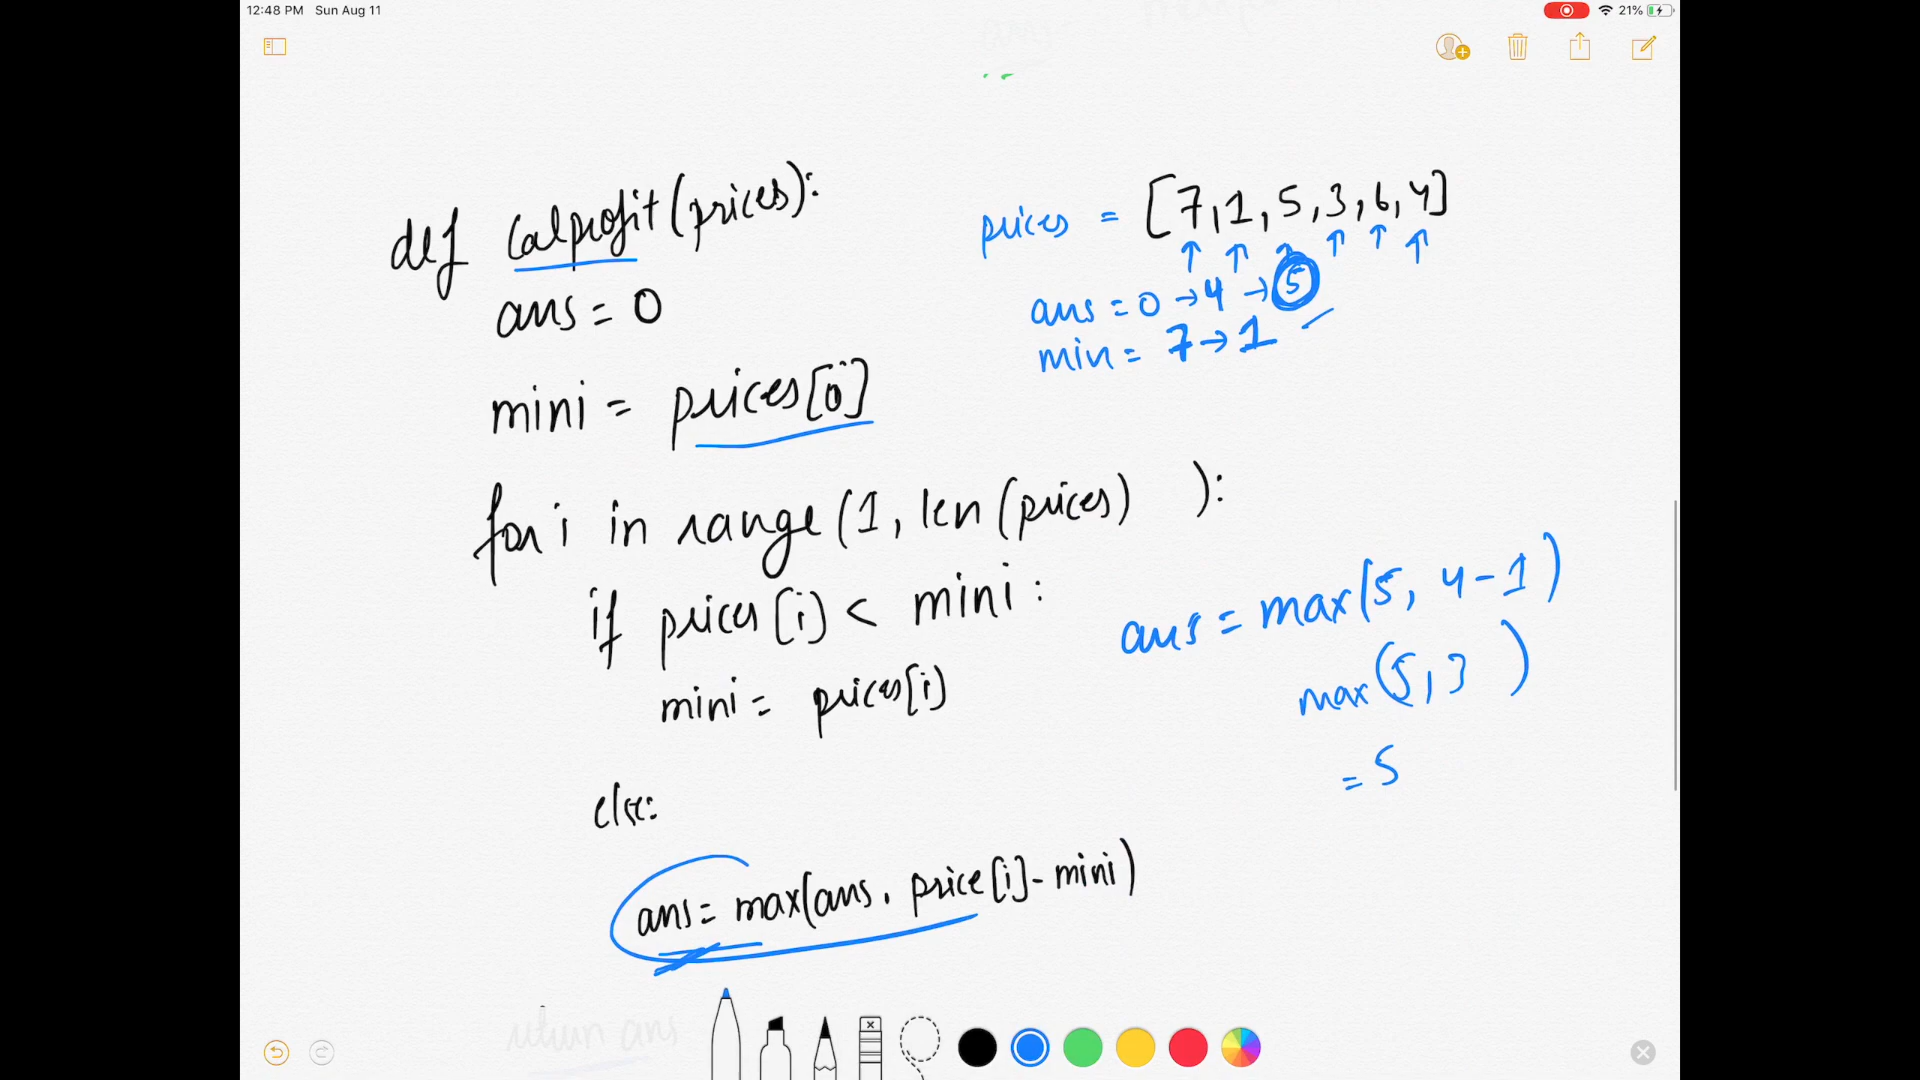 12:48 PM Sun Aug 11
21%
def Calprofit(prices):
ans = 0
mini = prices[0]
for i in range (1, len (prices) ):
if prices [i] < mini :
mini = prices[i]
else:
ans = max(ans, price[i] - mini)
return ans
prices = [7, 1, 5, 3, 6, 4]
ans = 0 → 4 → 5
min = 7 → 1
ans = max(5, 4-1)
max(5, 3 )
= 5